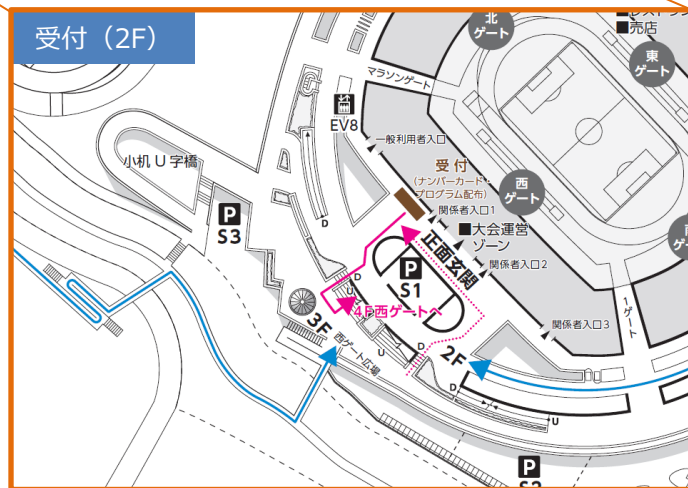 受付（2F）
北
ゲート
■売店
東
ゲート
マラソンゲート
EV8
一般利用者入口
小机 U 字橋
受 付
(ナンバーカード・
プログラム配布)
西
ゲート
関係者入口1
P
S3
D
■大会運営
ゾーン
正面玄関
関係者入口2
P
S1
D
U
4F西ゲートへ
3F
西ゲート広場
1ゲート
関係者入口3
U
D
2F
D
U
P